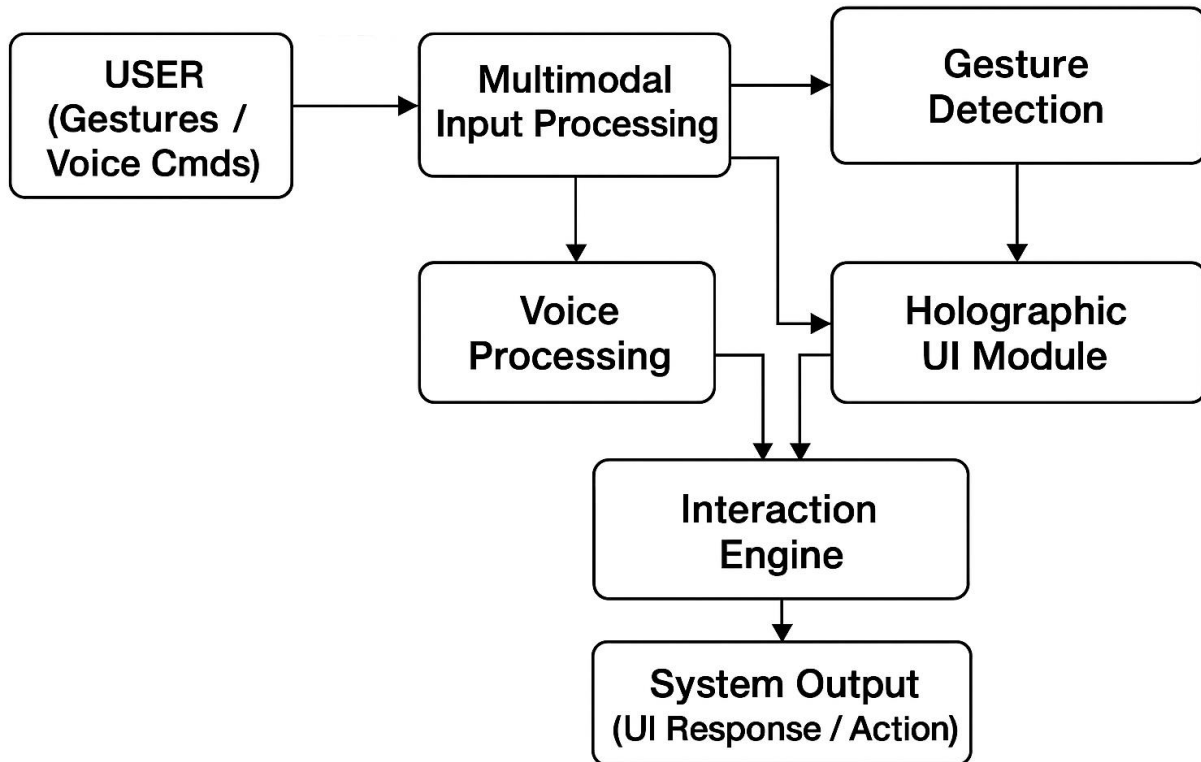 USER
(Gestures /
Voice Cmds)
Multimodal
Input Processing
Gesture
Detection
Voice
Processing
Holographic
UI Module
Interaction
Engine
System Output
(UI Response / Action)